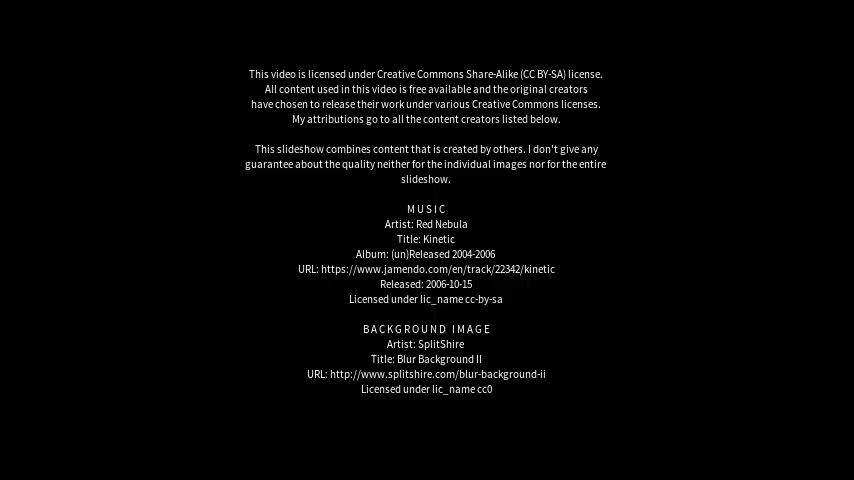 This video is licensed under Creative Commons Share-Alike (CC BY-SA) license.
All content used in this video is free available and the original creators
have chosen to release their work under various Creative Commons licenses.
My attributions go to all the content creators listed below.
This slideshow combines content that is created by others. I don't give any
guarantee about the quality neither for the individual images nor for the entire
slideshow.
MUSIC
Artist: Red Nebula
Title: Kinetic
Album: (un)Released 2004-2006
URL: https://www.jamendo.com/en/track/22342/kinetic
Released: 2006-10-15
Licensed under lic_name cc-by-sa
BACKGROUND IMAGE
Artist: SplitShire
Title: Blur Background II
URL: http://www.splitshire.com/blur-background-ii
Licensed under lic_name cc0